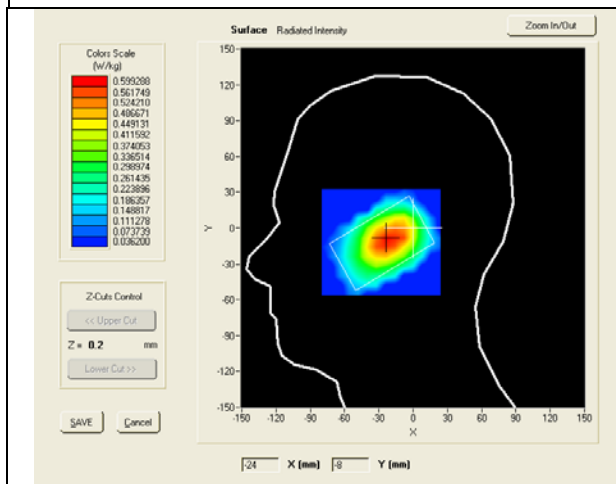 Surface Radiated Intensity
Zoom In/Out
Colors Scale
(W/kg)
0.599288
0.561749
0.524210
0.486671
0.449131
0.411592
0.374053
0.336514
0.298974
0.261435
0.223896
0.186357
0.148817
0.111278
0.073739
0.036200
Z-Cuts Control
<< Upper Cut
Z = 0.2 mm
Lower Cut >>
SAVE Cancel
150-
120-
90-
60-
30-
0-
-30-
-60-
-90-
-120-
-150-
Y
-150 -120 -90 -60 -30 0 30 60 90 120 150
X
-24 X (mm) -8 Y (mm)